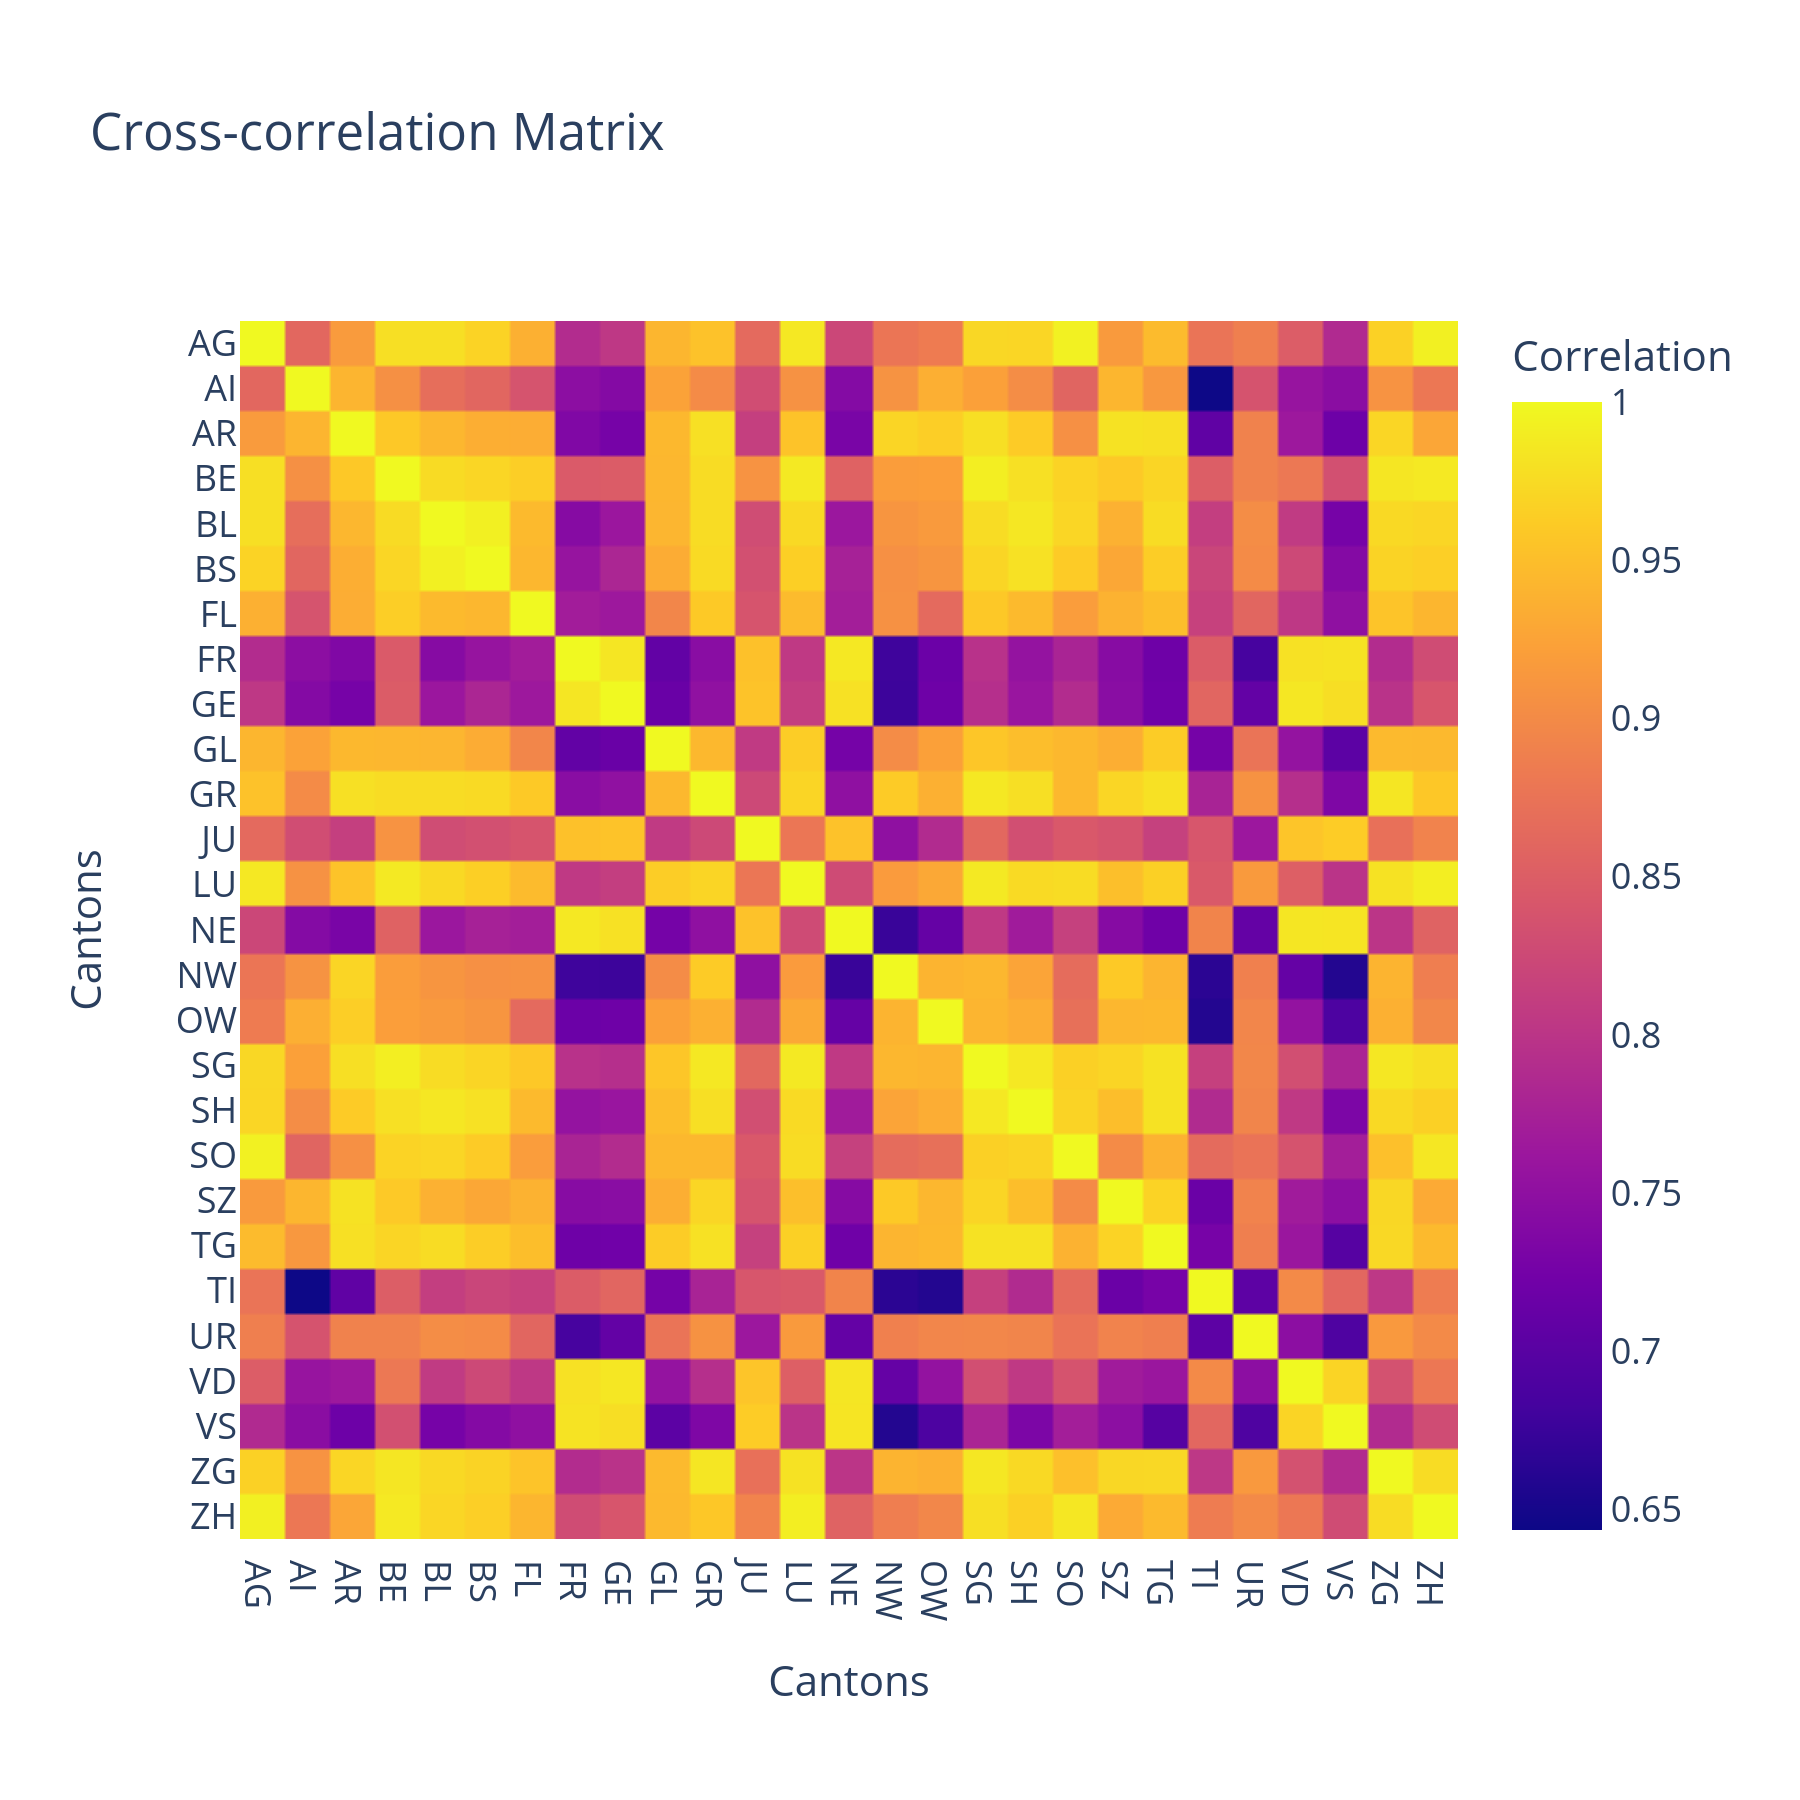 Cross-correlation Matrix
Correlation
1
0.95
0.9
0.85
0.8
0.75
0.7
0.65
Cantons
AG
AI
AR
BE
BL
BS
FL
FR
GE
GL
GR
JU
LU
NE
NW
OW
SG
SH
SO
SZ
TG
TI
UR
VD
VS
ZG
ZH
AG
AI
AR
BE
BL
BS
FL
FR
GE
GL
GR
JU
LU
NE
NW
OW
SG
SH
SO
SZ
TG
TI
UR
VD
VS
ZG
ZH
Cantons